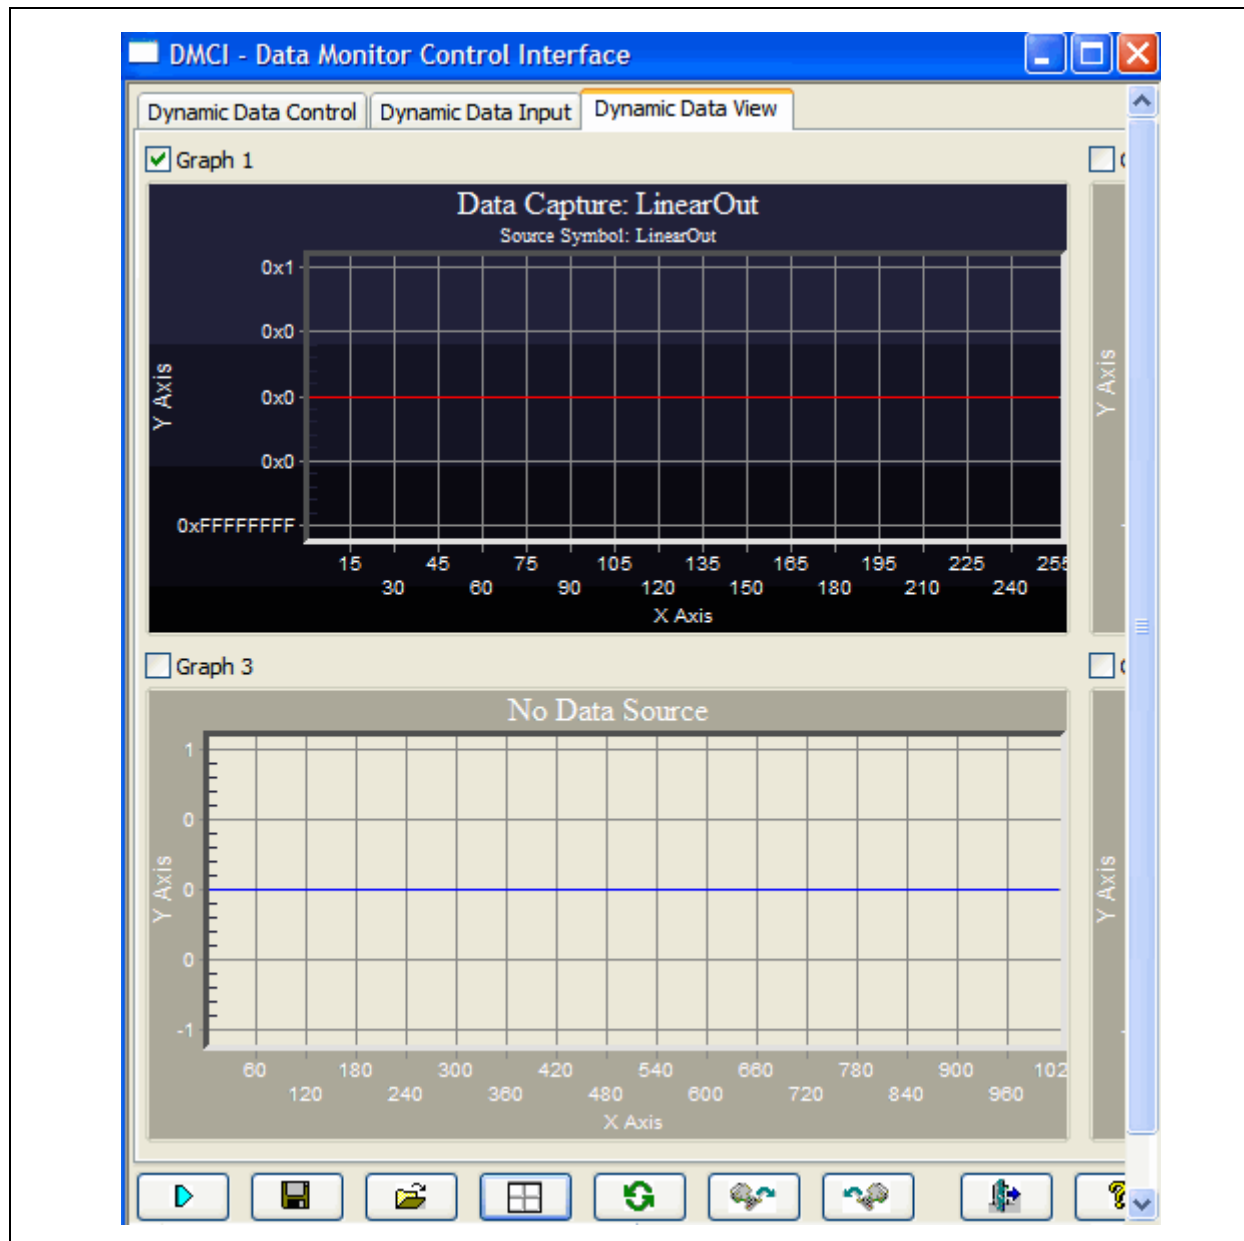 DMCI - Data Monitor Control Interface
Dynamic Data Control Dynamic Data Input Dynamic Data View
Graph 1
Data Capture: LinearOut
Source Symbol: LinearOut
0x1
0x0
0x0
0x0
0xFFFFFFFF
Y Axis
15 45 75 105 135 165 195 225 255
30 60 90 120 150 180 210 240
X Axis
Y Axis
Graph 3
No Data Source
1
0
0
0
-1
Y Axis
60 180 300 420 540 660 780 900 102
120 240 360 480 600 720 840 960
X Axis
Y Axis
?